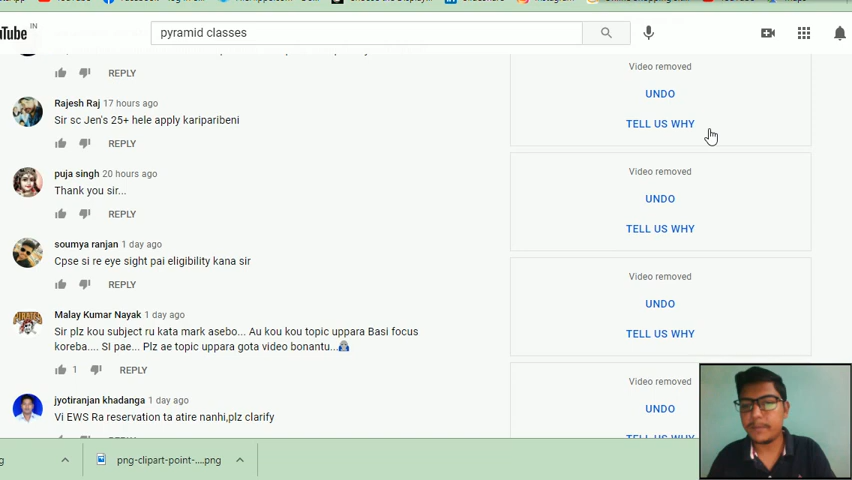 YouTube
Tube
IN
pyramid classes
REPLY
Rajesh Raj 17 hours ago
Sir sc Jen's 25+ hele apply kariparibeni
REPLY
puja singh 20 hours ago
Thank you sir...
REPLY
soumya ranjan 1 day ago
Cpse si re eye sight pai eligibility kana sir
REPLY
Malay Kumar Nayak 1 day ago
Sir plz kou subject ru kata mark asebo... Au kou kou topic uppara Basi focus
koreba.... SI pae... Plz ae topic uppara gota video bonantu...
1 REPLY
jyotiranjan khadanga 1 day ago
Vi EWS Ra reservation ta atire nanhi,plz clarify
Video removed
UNDO
TELL US WHY
Video removed
UNDO
TELL US WHY
Video removed
UNDO
TELL US WHY
Video removed
UNDO
TELL US WHY
png-clipart-point-....png